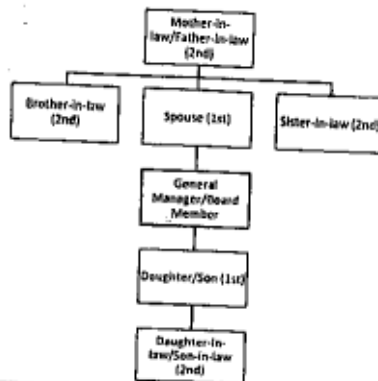 Mother-in-
law/Father-in-law
(2nd)
Brother-in-law
(2nd)
Spouse (1st)
Sister-in-law (2nd)
General
Manager/Board
Member
Daughter/Son (1st)
Daughter-in-
law/Son-in-law
(2nd)